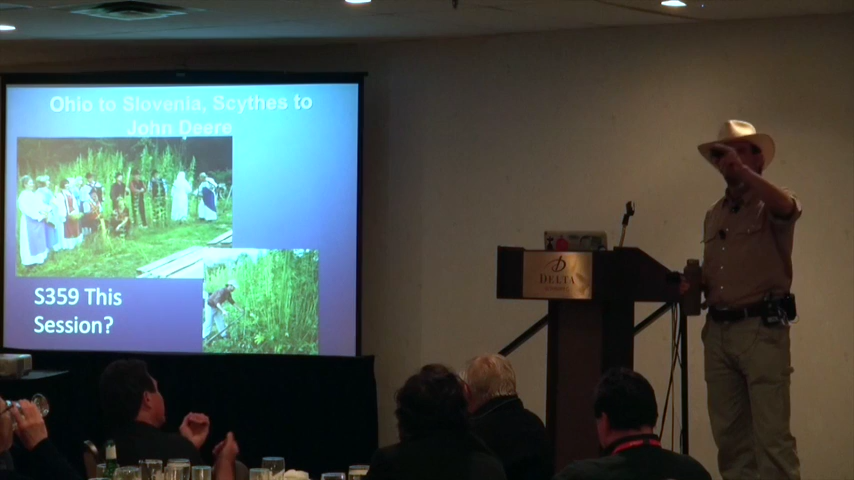 Ohio to Slovenia, Scythes to
John Deere
S359 This
Session?
DELTA